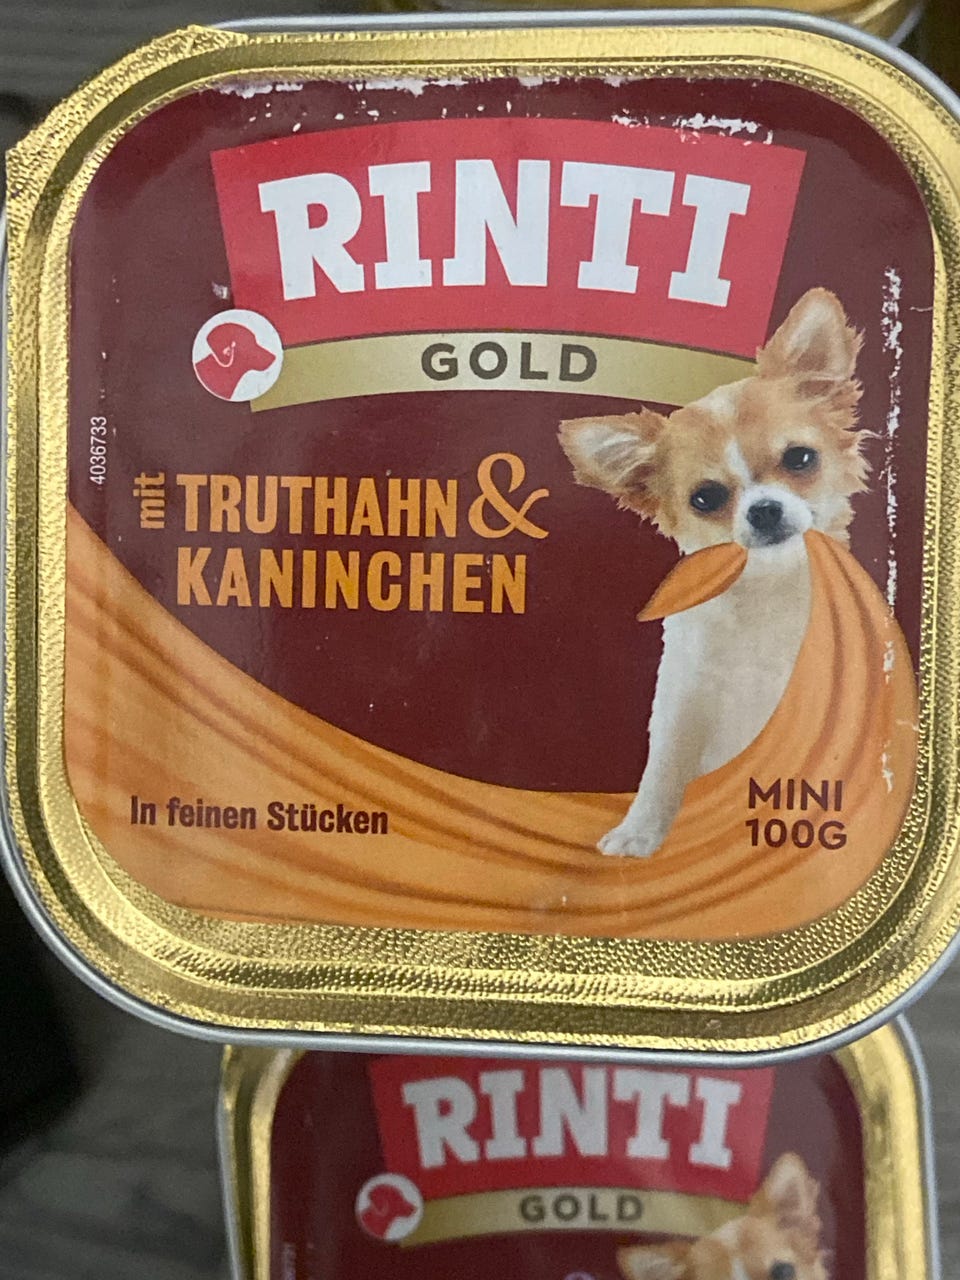 RINTI
GOLD
4036733
mit TRUTHAHN &
KANINCHEN
In feinen Stücken
MINI
100G
RINTI
GOLD